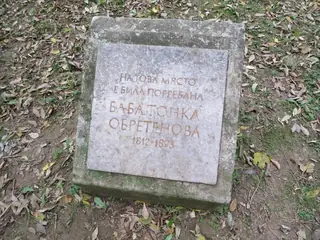 НА ТОВА МЯСТО
Е БИЛА ПОГРЕБАНА
БАБА ТОНКА
ОБРЕТЕНОВА
1812-1893